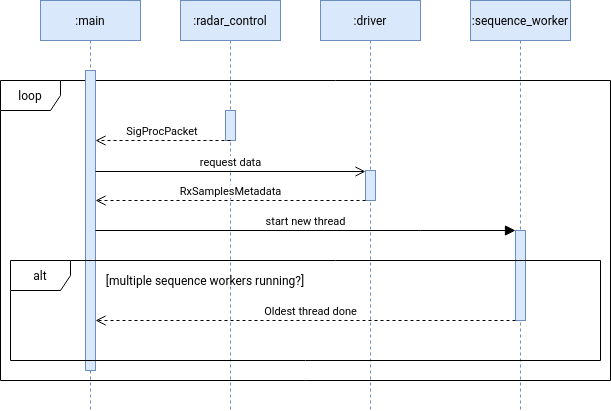 :main
:radar_control
:driver
:sequence_worker
loop
SigProcPacket
request data
RxSamplesMetadata
start new thread
alt
[multiple sequence workers running?]
Oldest thread done